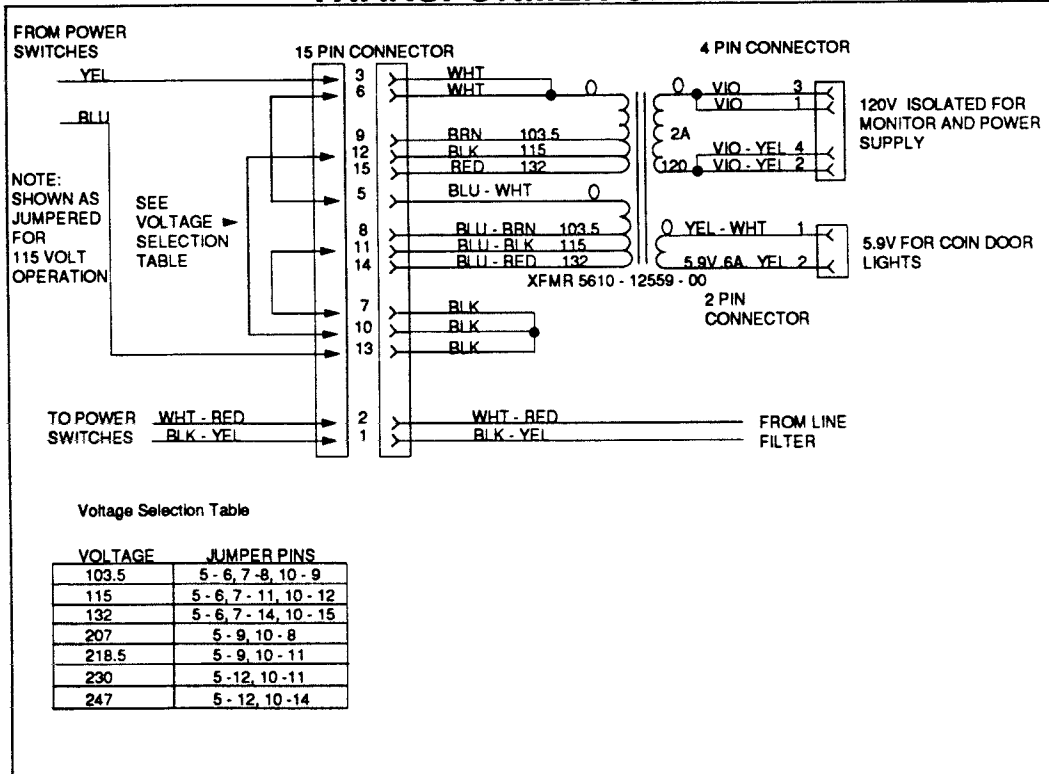 FROM POWER
SWITCHES
15 PIN CONNECTOR
4 PIN CONNECTOR
YEL
BLU
NOTE:
SHOWN AS
JUMPERED
FOR
115 VOLT
OPERATION
SEE
VOLTAGE
SELECTION
TABLE
3 WHT
6 WHT 0
9 BRN 103.5
12 BLK 115
15 RED 132
5 BLU - WHT 0
8 BLU - BRN 103.5
11 BLU - BLK 115
14 BLU - RED 132
0 VIO 3
VIO 1
2A
VIO - YEL 4
120 VIO - YEL 2
120V ISOLATED FOR
MONITOR AND POWER
SUPPLY
0 YEL - WHT 1
5.9V .6A YEL 2
5.9V FOR COIN DOOR
LIGHTS
XFMR 5610 - 12559 - 00
2 PIN
CONNECTOR
7 BLK
10 BLK
13 BLK
TO POWER
SWITCHES
WHT - RED 2 WHT - RED
BLK - YEL 1 BLK - YEL
FROM LINE
FILTER
Voltage Selection Table
VOLTAGE JUMPER PINS
103.5 5 - 6, 7 -8, 10 - 9
115 5 - 6, 7 - 11, 10 - 12
132 5 - 6, 7 - 14, 10 - 15
207 5 - 9, 10 - 8
218.5 5 - 9, 10 - 11
230 5 -12, 10 -11
247 5 - 12, 10 -14